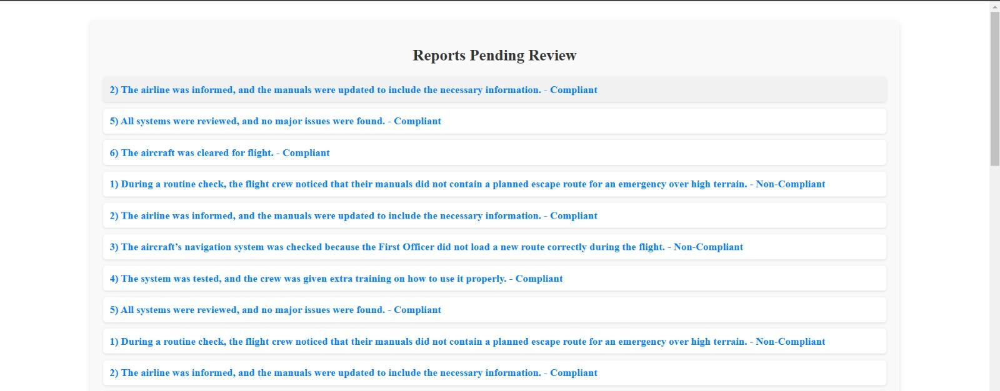 Reports Pending Review
2) The airline was informed, and the manuals were updated to include the necessary information. - Compliant
5) All systems were reviewed, and no major issues were found. - Compliant
6) The aircraft was cleared for flight. - Compliant
1) During a routine check, the flight crew noticed that their manuals did not contain a planned escape route for an emergency over high terrain. - Non-Compliant
2) The airline was informed, and the manuals were updated to include the necessary information. - Compliant
3) The aircraft’s navigation system was checked because the First Officer did not load a new route correctly during the flight. - Non-Compliant
4) The system was tested, and the crew was given extra training on how to use it properly. - Compliant
5) All systems were reviewed, and no major issues were found. - Compliant
1) During a routine check, the flight crew noticed that their manuals did not contain a planned escape route for an emergency over high terrain. - Non-Compliant
2) The airline was informed, and the manuals were updated to include the necessary information. - Compliant